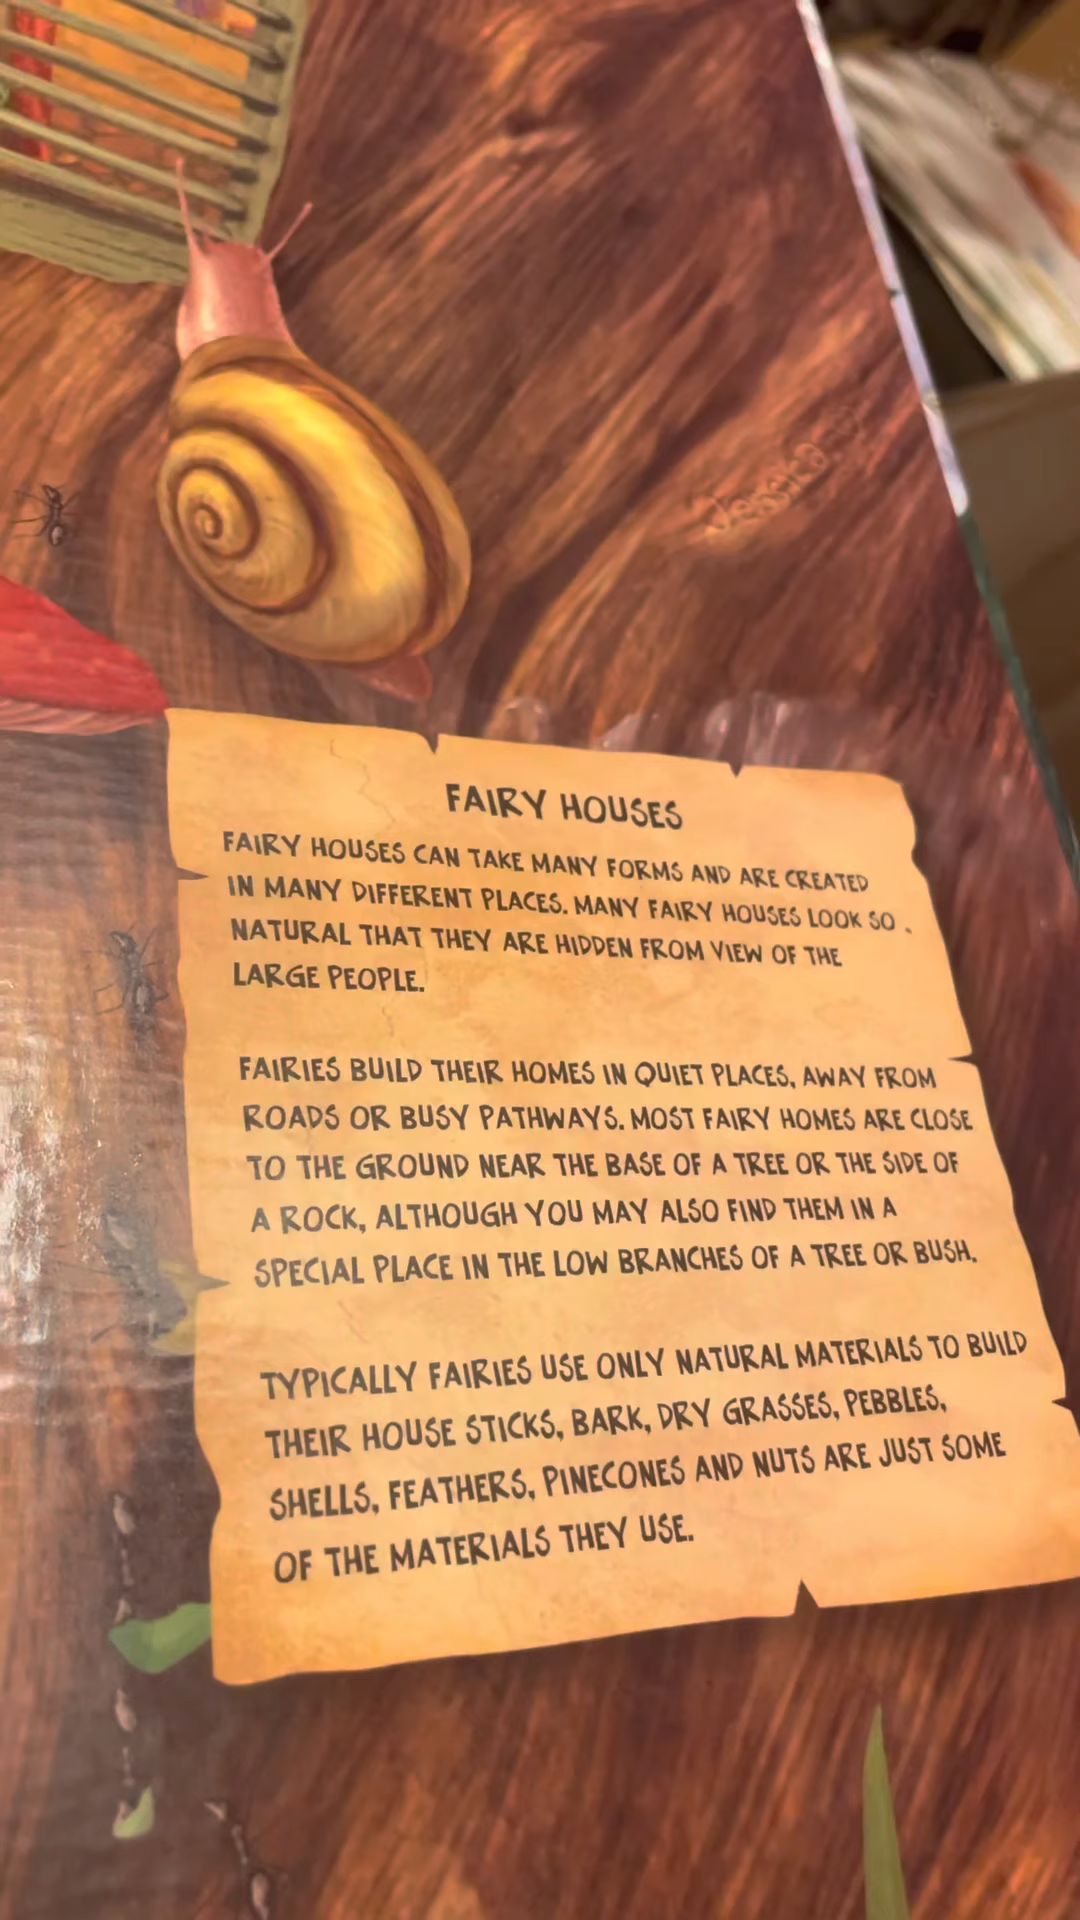 Jessica
FAIRY HOUSES
FAIRY HOUSES CAN TAKE MANY FORMS AND ARE CREATED
IN MANY DIFFERENT PLACES. MANY FAIRY HOUSES LOOK SO .
NATURAL THAT THEY ARE HIDDEN FROM VIEW OF THE
LARGE PEOPLE.
FAIRIES BUILD THEIR HOMES IN QUIET PLACES, AWAY FROM
ROADS OR BUSY PATHWAYS. MOST FAIRY HOMES ARE CLOSE
TO THE GROUND NEAR THE BASE OF A TREE OR THE SIDE OF
A ROCK, ALTHOUGH YOU MAY ALSO FIND THEM IN A
SPECIAL PLACE IN THE LOW BRANCHES OF A TREE OR BUSH.
TYPICALLY FAIRIES USE ONLY NATURAL MATERIALS TO BUILD
THEIR HOUSE STICKS, BARK, DRY GRASSES, PEBBLES,
SHELLS, FEATHERS, PINECONES AND NUTS ARE JUST SOME
OF THE MATERIALS THEY USE.